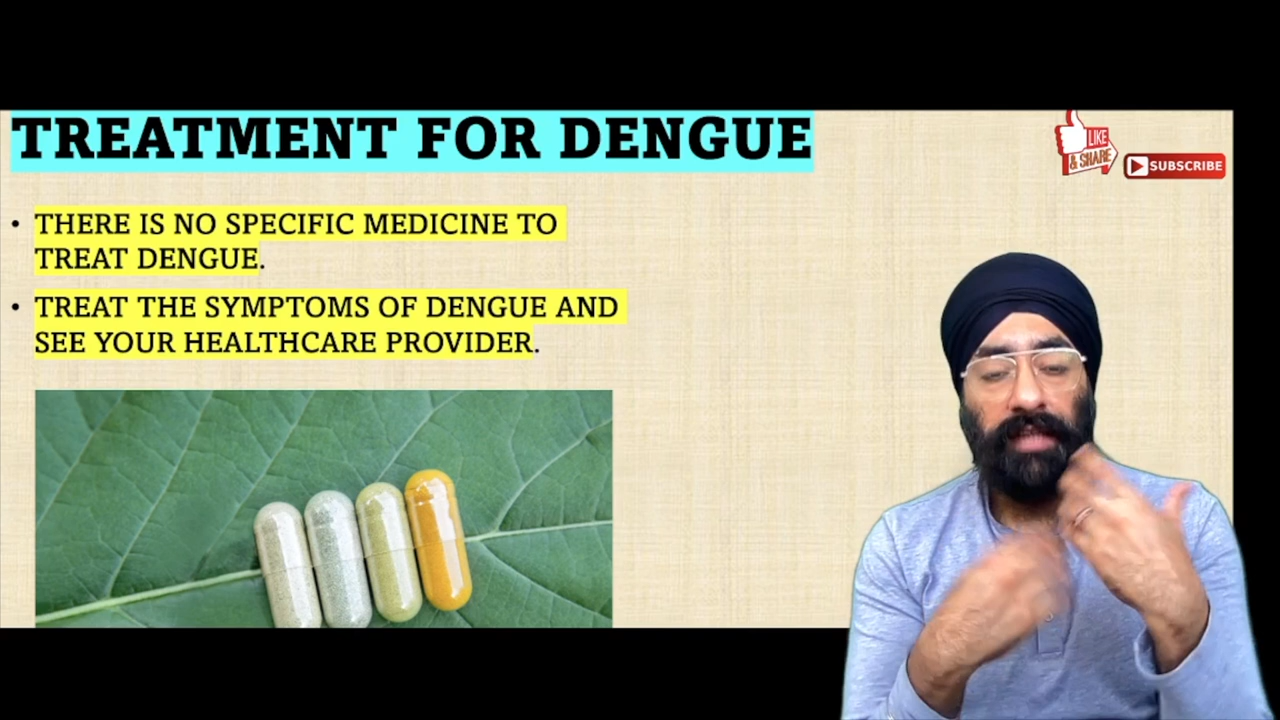 TREATMENT FOR DENGUE
LIKE
& SHARE
SUBSCRIBE
• THERE IS NO SPECIFIC MEDICINE TO
TREAT DENGUE.
• TREAT THE SYMPTOMS OF DENGUE AND
SEE YOUR HEALTHCARE PROVIDER.